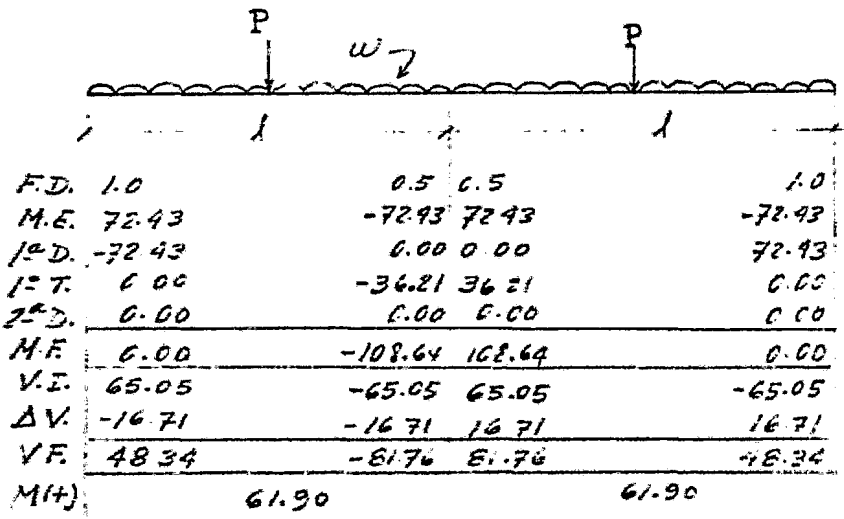 P P
w
l l
F.D. 1.0 0.5 0.5 1.0
M.E. 72.43 -72.43 72 43 -72.43
1ª D. -72 43 0.00 0 00 72.43
1ª T. 0 00 -36.21 36 21 0.00
2ª D. 0.00 0.00 0.00 0 00
M.F. 0.00 -108.64 108.64 0.00
V.I. 65.05 -65.05 65.05 -65.05
ΔV. -16 71 -16 71 16 71 16 71
VF. 48 34 -81.76 81.76 -48.34
M(+) 61.90 61.90